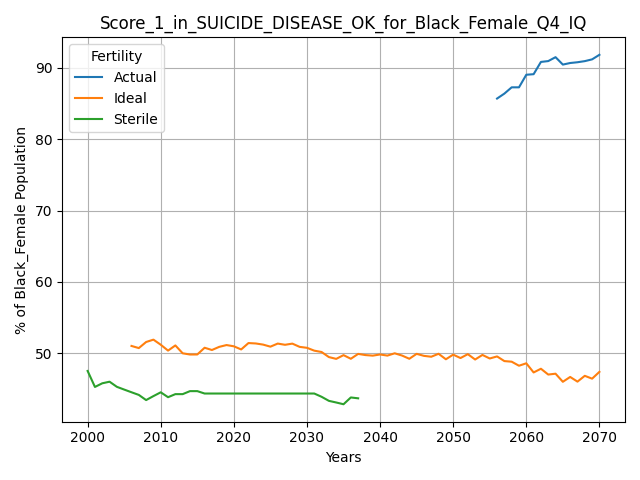 Score_1_in_SUICIDE_DISEASE_OK_for_Black_Female_Q4_IQ
Fertility
Actual
Ideal
Sterile
% of Black_Female Population
90
80
70
60
50
2000 2010 2020 2030 2040 2050 2060 2070
Years